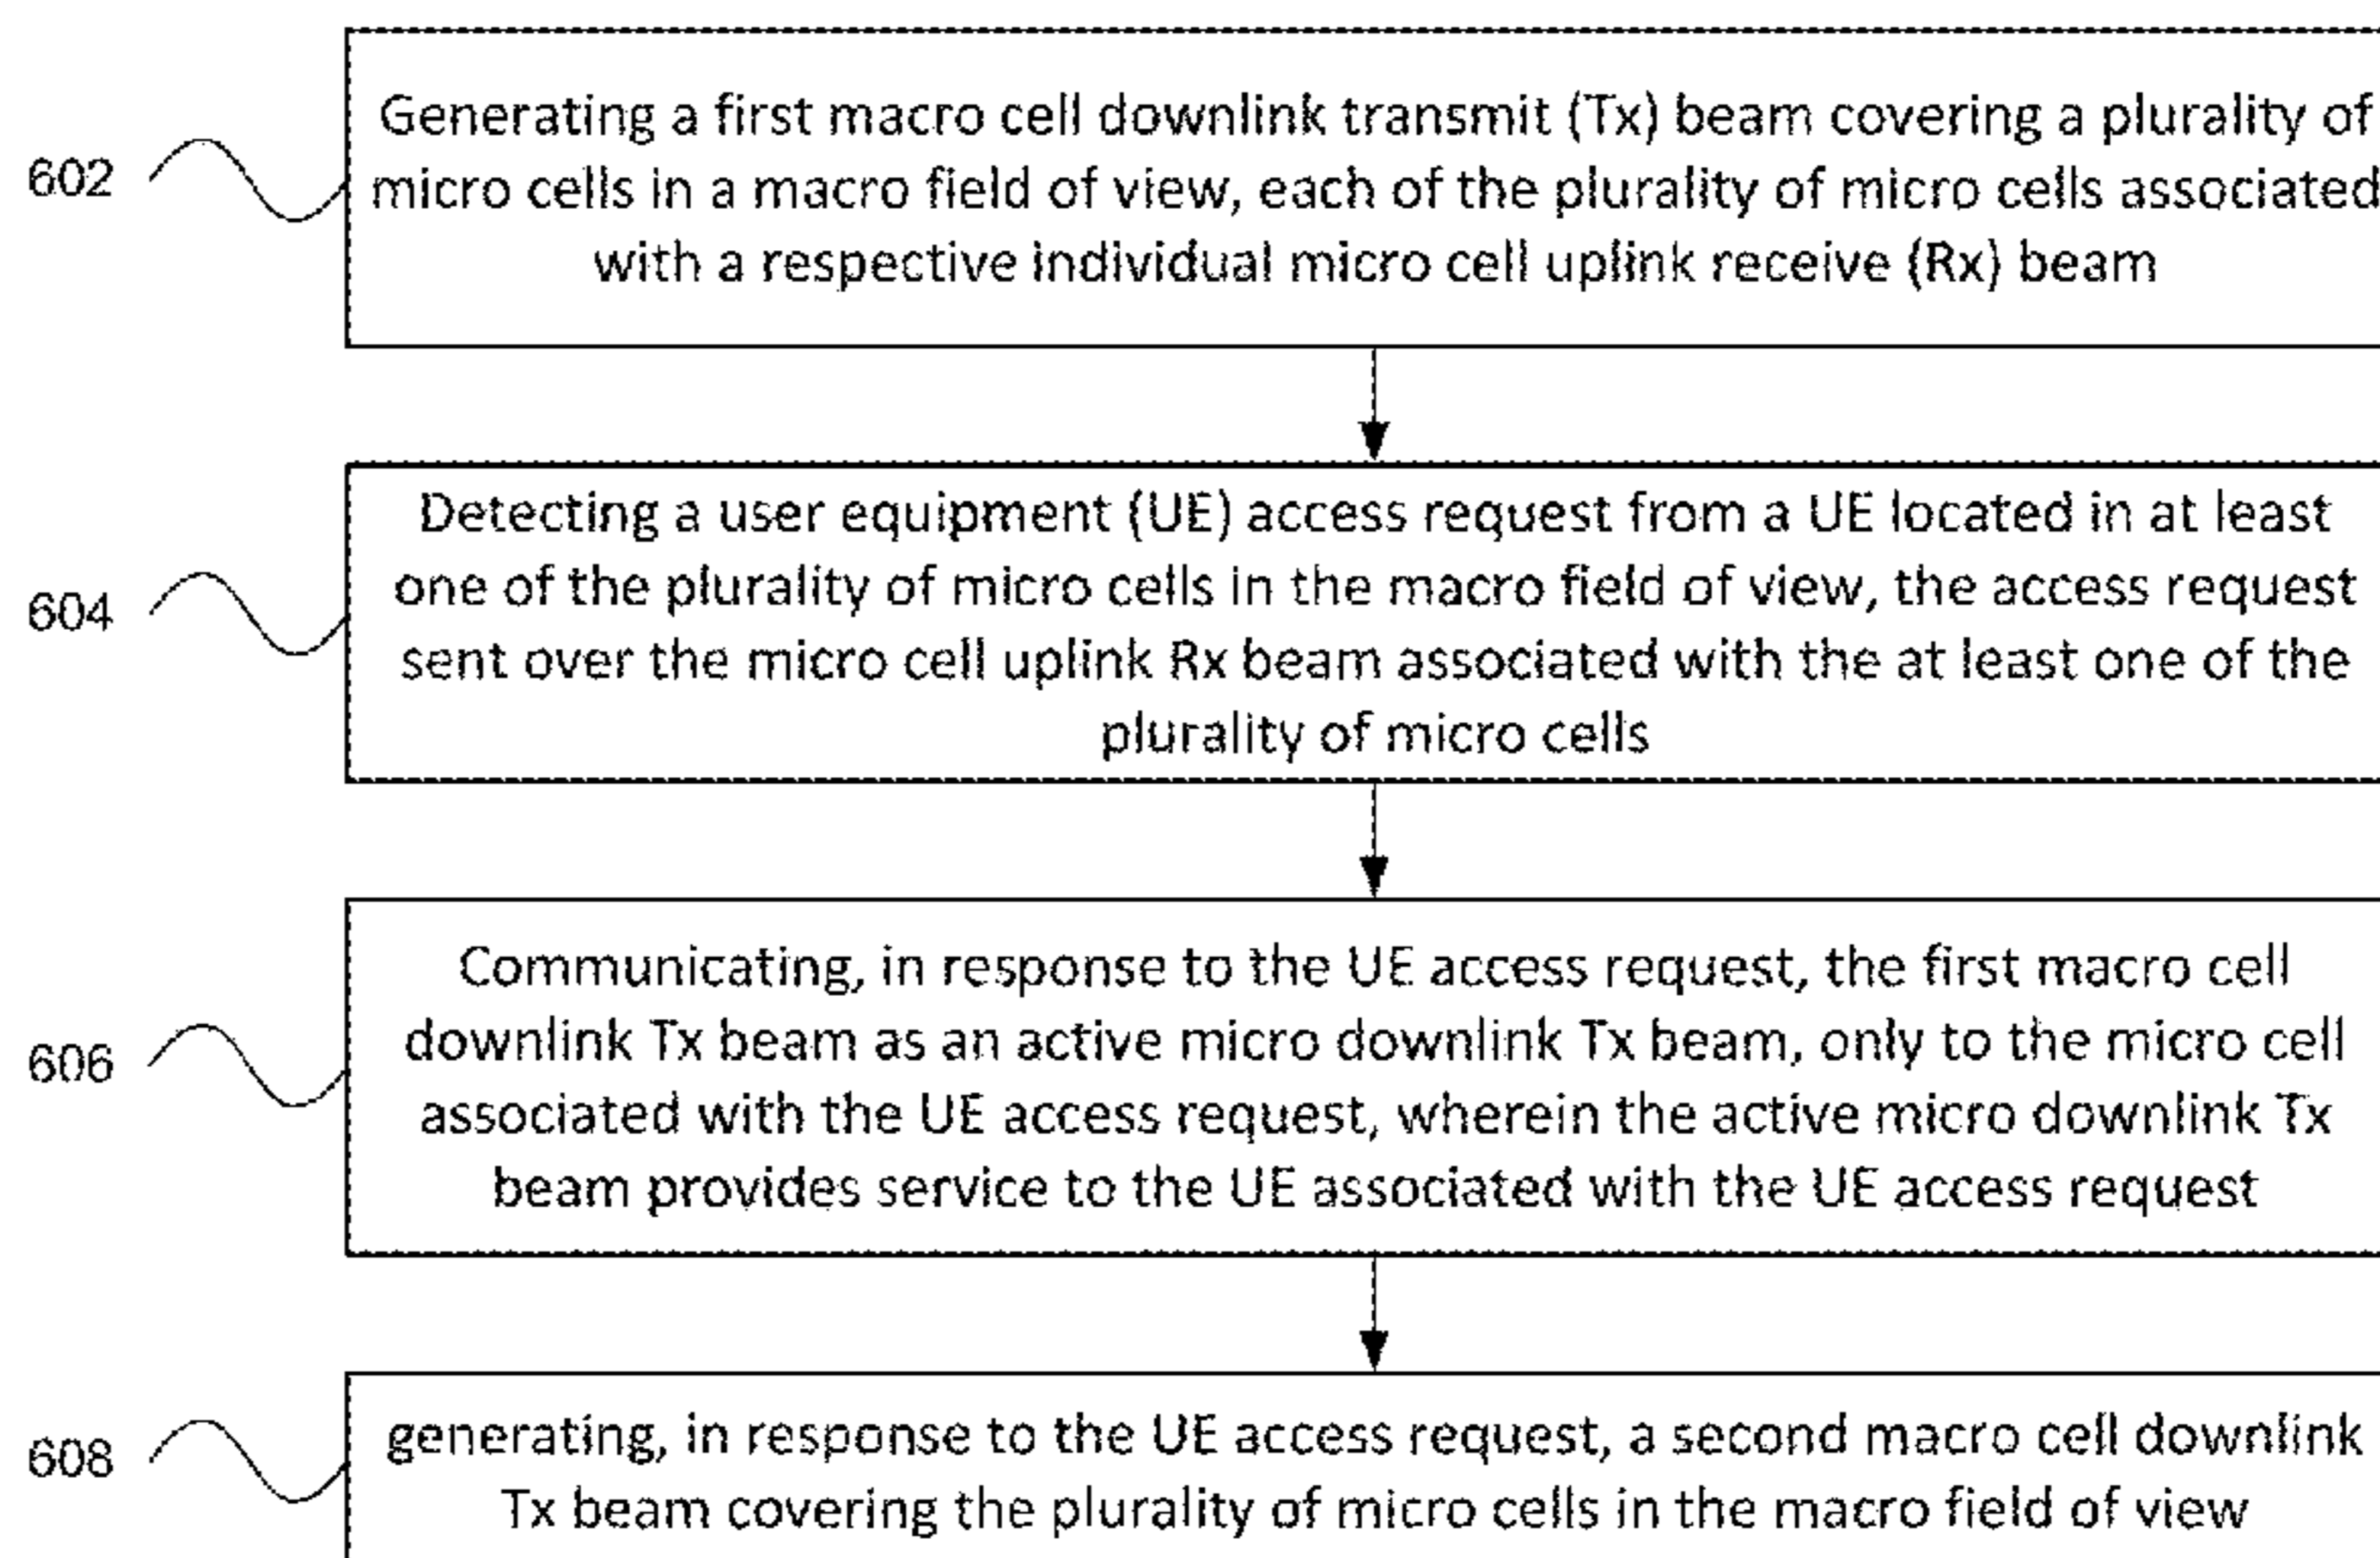 Generating a first macro cell downlink transmit (Tx) beam covering a plurality of
602
micro cells in a macro field of view, each of the plurality of micro cells associated
with a respective individual micro cell uplink receive (Rx) beam
Detecting a user equipment (UE) access request from a UE located in at least
604
one of the plurality of micro cells in the macro field of view, the access request
sent over the micro cell uplink Rx beam associated with the at least one of the
plurality of micro cells
Communicating, in response to the UE access request, the first macro cell
606
downlink Tx beam as an active micro downlink Tx beam, only to the micro cell
associated with the UE access request, wherein the active micro downlink Tx
beam provides service to the UE associated with the UE access request
608
generating, in response to the UE access request, a second macro cell downlink
Tx beam covering the plurality of micro cells in the macro field of view